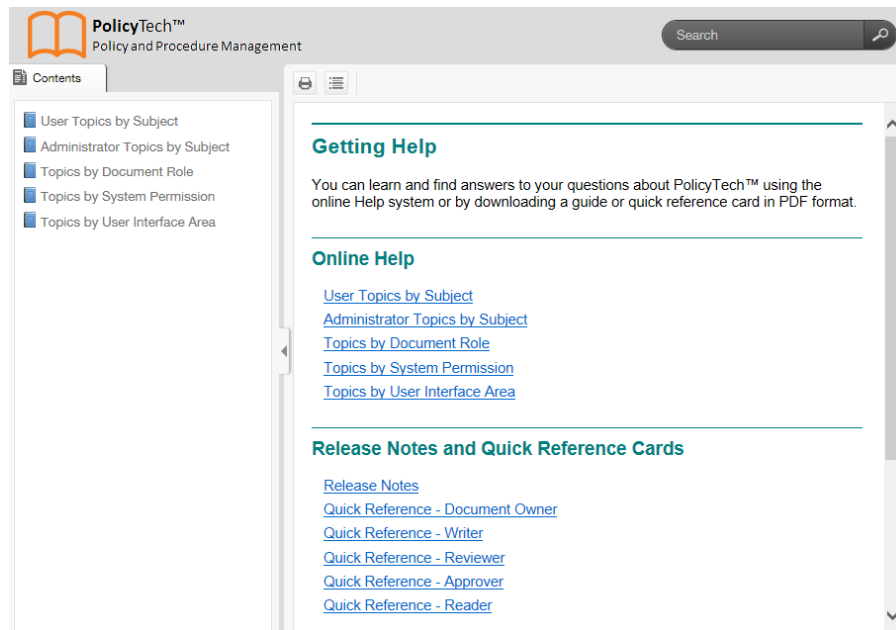 PolicyTech™
Policy and Procedure Management
Search
Contents
User Topics by Subject
Administrator Topics by Subject
Topics by Document Role
Topics by System Permission
Topics by User Interface Area
Getting Help
You can learn and find answers to your questions about PolicyTech™ using the
online Help system or by downloading a guide or quick reference card in PDF format.
Online Help
User Topics by Subject
Administrator Topics by Subject
Topics by Document Role
Topics by System Permission
Topics by User Interface Area
Release Notes and Quick Reference Cards
Release Notes
Quick Reference - Document Owner
Quick Reference - Writer
Quick Reference - Reviewer
Quick Reference - Approver
Quick Reference - Reader